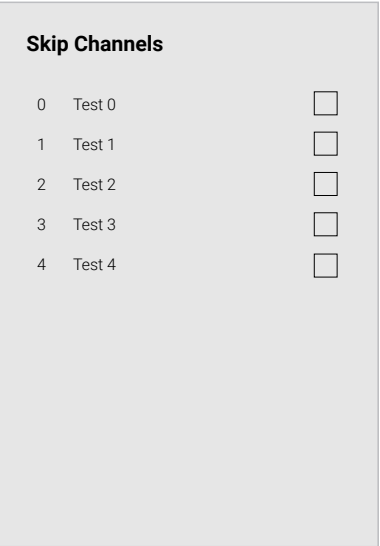 Skip Channels
0 Test 0
1 Test 1
2 Test 2
3 Test 3
4 Test 4